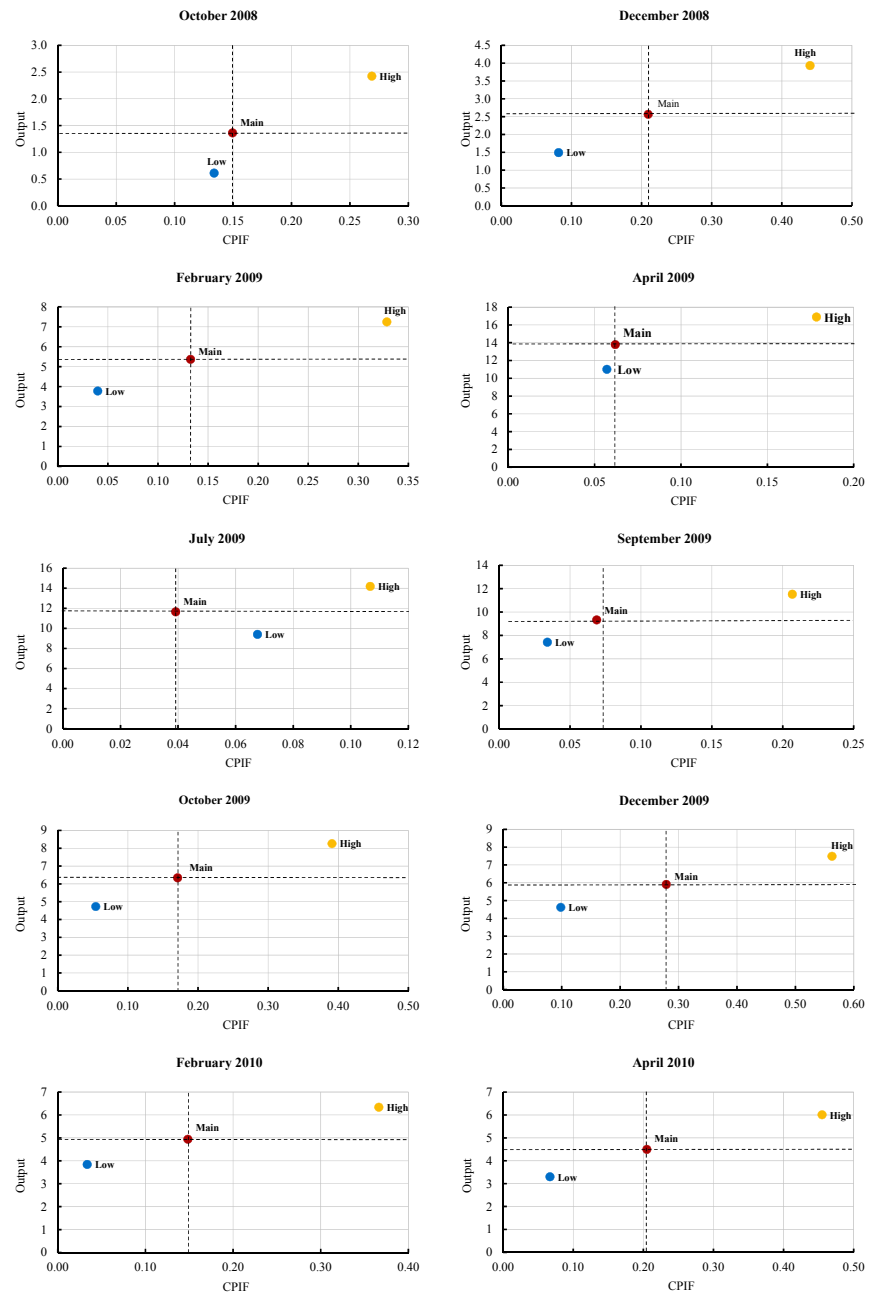 October 2008
3.0
2.5
2.0
1.5
1.0
0.5
0.0
Output
High
Main
Low
0.00 0.05 0.10 0.15 0.20 0.25 0.30
CPIF
December 2008
4.5
4.0
3.5
3.0
2.5
2.0
1.5
1.0
0.5
0.0
Output
High
Main
Low
0.00 0.10 0.20 0.30 0.40 0.50
CPIF
February 2009
8
7
6
5
4
3
2
1
0
Output
High
Main
Low
0.00 0.05 0.10 0.15 0.20 0.25 0.30 0.35
CPIF
April 2009
18
16
14
12
10
8
6
4
2
0
Output
High
Main
Low
0.00 0.05 0.10 0.15 0.20
CPIF
July 2009
16
14
12
10
8
6
4
2
0
Output
High
Main
Low
0.00 0.02 0.04 0.06 0.08 0.10 0.12
CPIF
September 2009
14
12
10
8
6
4
2
0
Output
High
Main
Low
0.00 0.05 0.10 0.15 0.20 0.25
CPIF
October 2009
9
8
7
6
5
4
3
2
1
0
Output
High
Main
Low
0.00 0.10 0.20 0.30 0.40 0.50
CPIF
December 2009
9
8
7
6
5
4
3
2
1
0
Output
High
Main
Low
0.00 0.10 0.20 0.30 0.40 0.50 0.60
CPIF
February 2010
7
6
5
4
3
2
1
0
Output
High
Main
Low
0.00 0.10 0.20 0.30 0.40
CPIF
April 2010
7
6
5
4
3
2
1
0
Output
High
Main
Low
0.00 0.10 0.20 0.30 0.40 0.50
CPIF